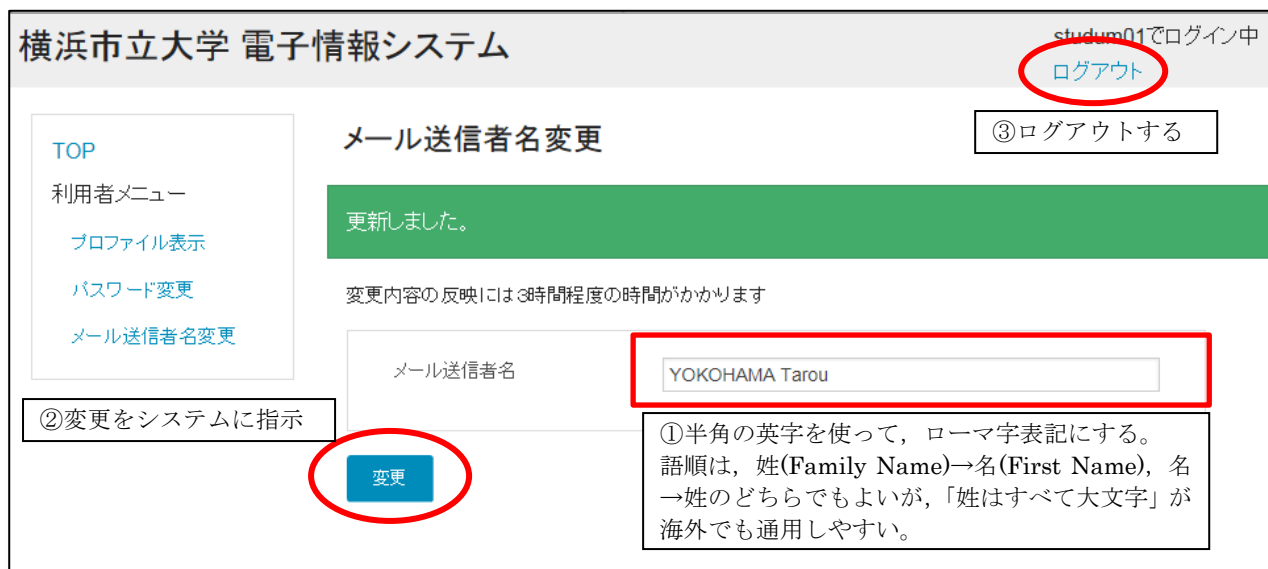 横浜市立大学 電子情報システム
studum01でログイン中
ログアウト
③ログアウトする
TOP
利用者メニュー
プロファイル表示
パスワード変更
メール送信者名変更
メール送信者名変更
更新しました。
変更内容の反映には3時間程度の時間がかかります
メール送信者名
YOKOHAMA Tarou
②変更をシステムに指示
変更
①半角の英字を使って，ローマ字表記にする。
語順は，姓(Family Name)→名(First Name)，名
→姓のどちらでもよいが，「姓はすべて大文字」が
海外でも通用しやすい。